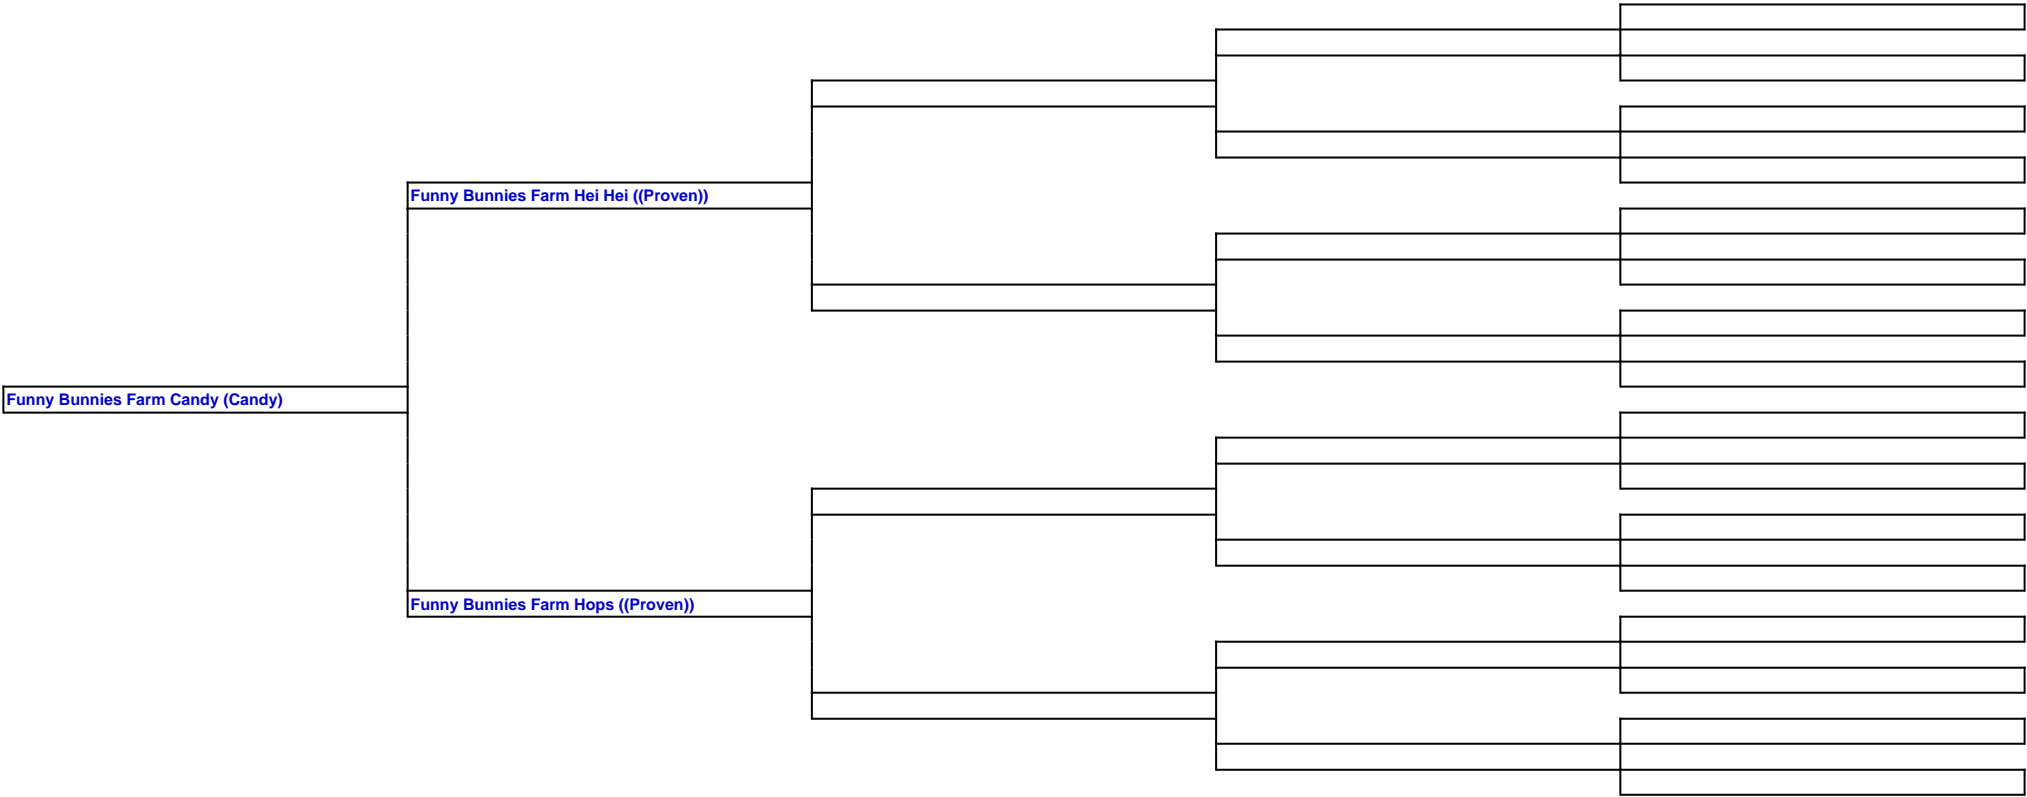 Funny Bunnies Farm Hei Hei ((Proven))
Funny Bunnies Farm Candy (Candy)
Funny Bunnies Farm Hops ((Proven))